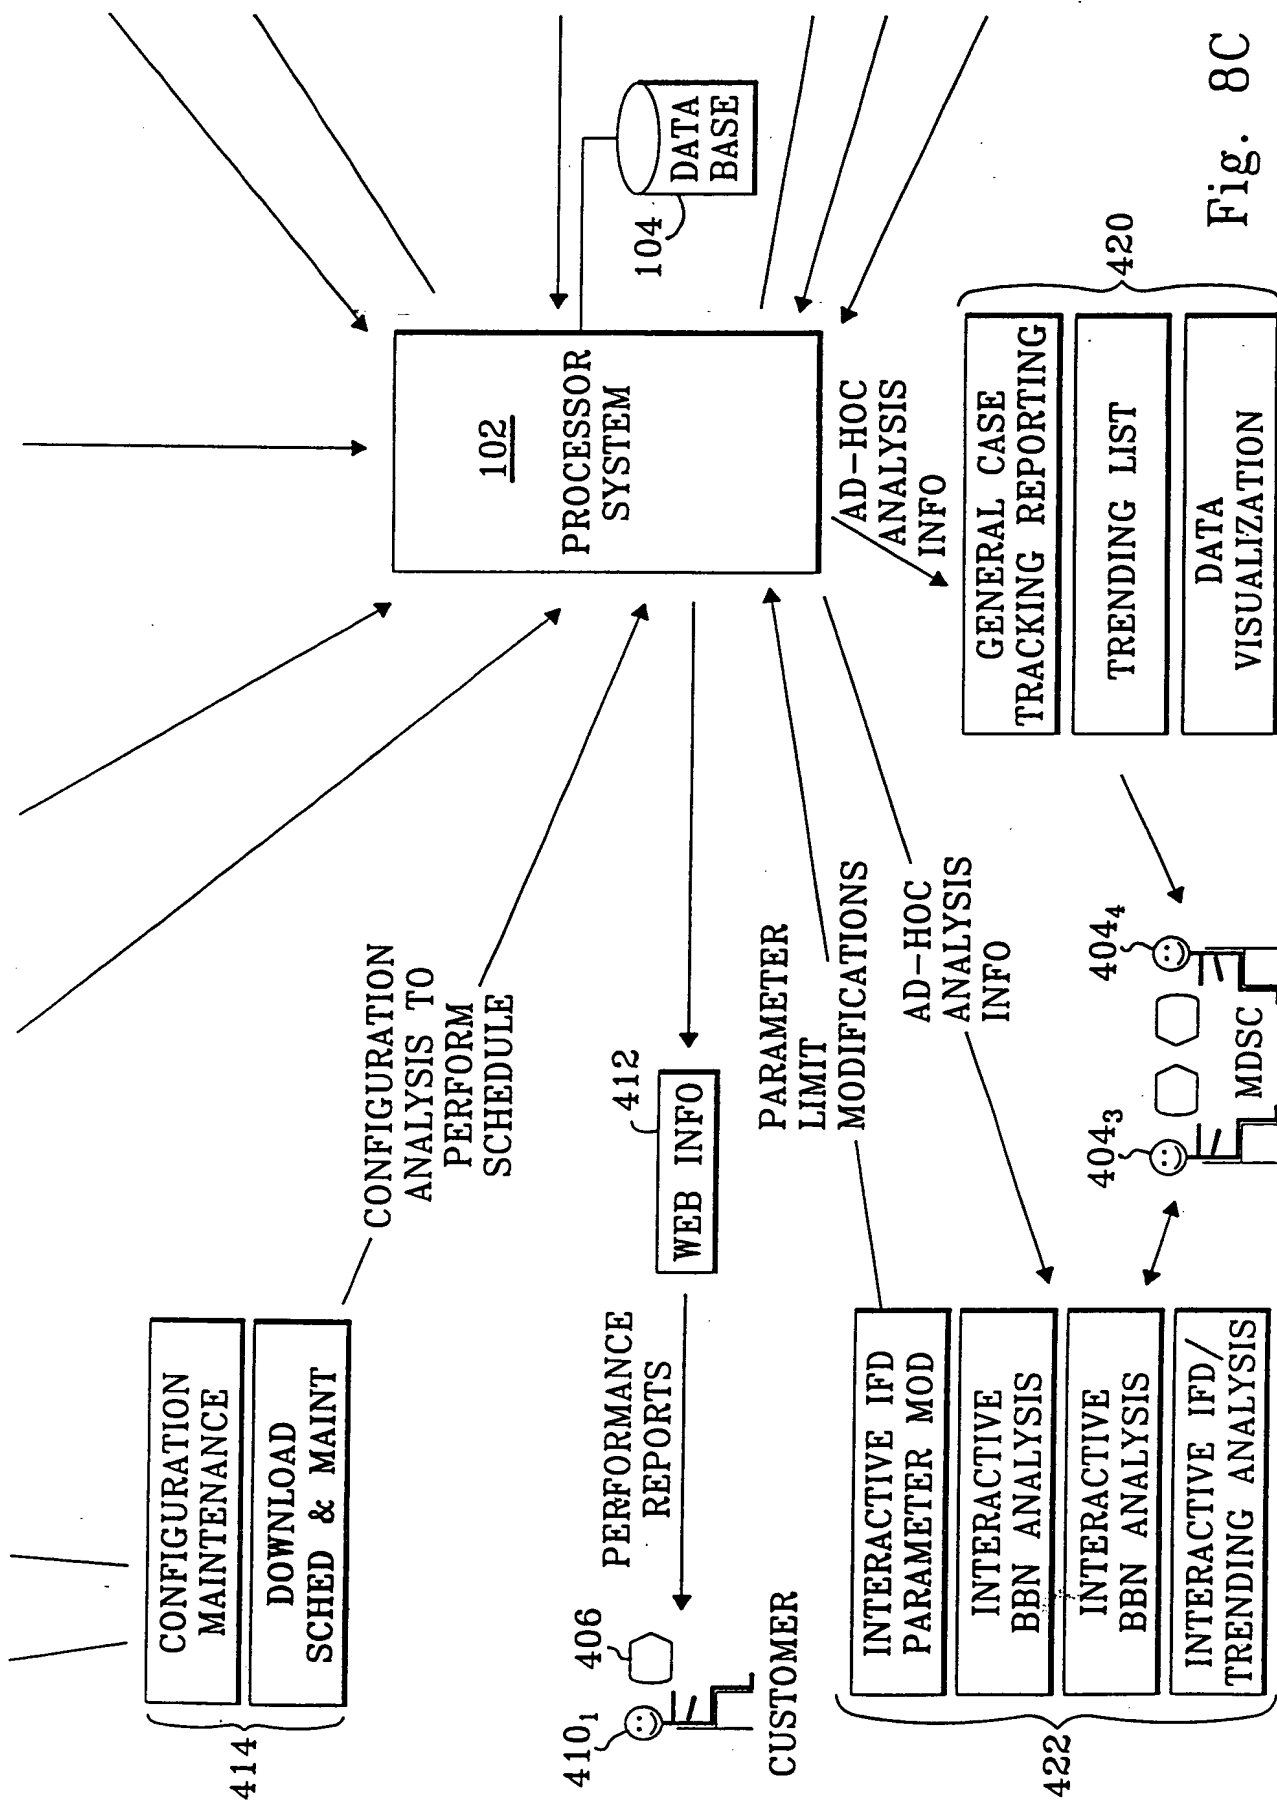 414
CONFIGURATION
MAINTENANCE
DOWNLOAD
SCHED & MAINT
CONFIGURATION
ANALYSIS TO
PERFORM
SCHEDULE
102
PROCESSOR
SYSTEM
104
DATA
BASE
410₁
406
CUSTOMER
PERFORMANCE
REPORTS
412
WEB INFO
PARAMETER
LIMIT
MODIFICATIONS
AD-HOC
ANALYSIS
INFO
AD-HOC
ANALYSIS
INFO
422
INTERACTIVE IFD
PARAMETER MOD
INTERACTIVE
BBN ANALYSIS
INTERACTIVE
BBN ANALYSIS
INTERACTIVE IFD/
TRENDING ANALYSIS
404₃
404₄
MDSC
GENERAL CASE
TRACKING REPORTING
TRENDING LIST
DATA
VISUALIZATION
420
Fig. 8C